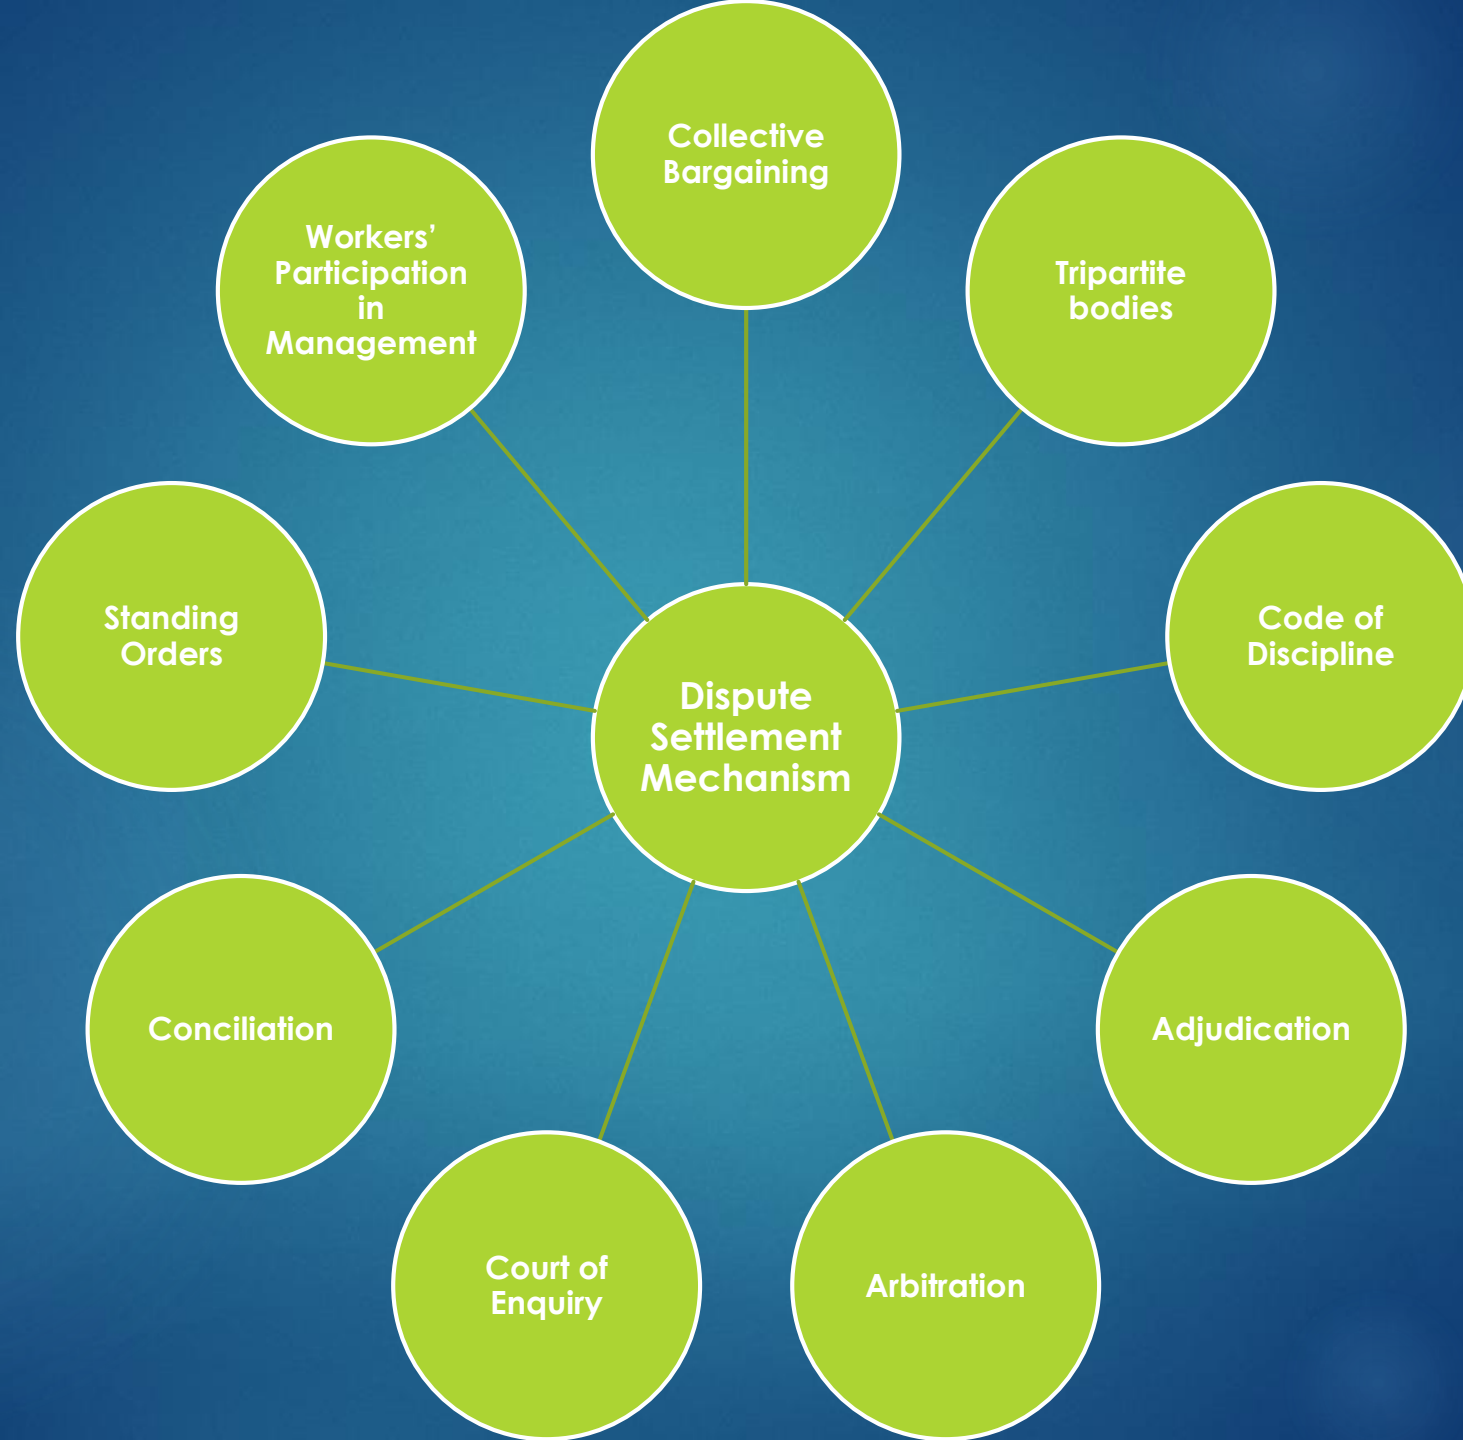 Collective
Bargaining
Tripartite
bodies
Code of
Discipline
Adjudication
Arbitration
Court of
Enquiry
Conciliation
Standing
Orders
Workers’
Participation
in
Management
Dispute
Settlement
Mechanism